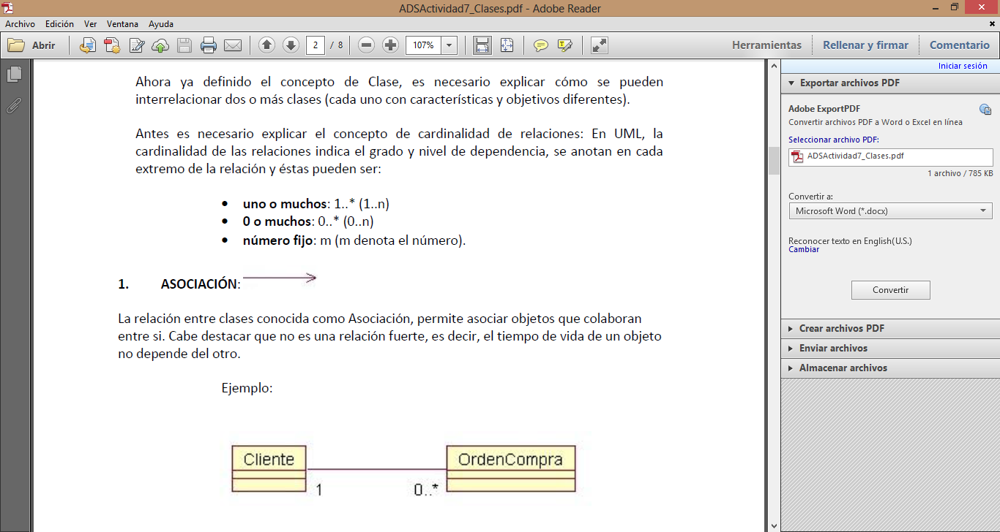 ADSActividad7_Clases.pdf - Adobe Reader
Archivo Edición Ver Ventana Ayuda
Abrir 2 / 8 107% Herramientas Rellenar y firmar Comentario
Ahora ya definido el concepto de Clase, es necesario explicar cómo se pueden
interrelacionar dos o más clases (cada uno con características y objetivos diferentes).
Antes es necesario explicar el concepto de cardinalidad de relaciones: En UML, la
cardinalidad de las relaciones indica el grado y nivel de dependencia, se anotan en cada
extremo de la relación y éstas pueden ser:
• uno o muchos: 1..* (1..n)
• 0 o muchos: 0..* (0..n)
• número fijo: m (m denota el número).
1. ASOCIACIÓN:
La relación entre clases conocida como Asociación, permite asociar objetos que colaboran
entre si. Cabe destacar que no es una relación fuerte, es decir, el tiempo de vida de un objeto
no depende del otro.
Ejemplo:
Cliente OrdenCompra
1 0..*
Iniciar sesión
Exportar archivos PDF
Adobe ExportPDF
Convertir archivos PDF a Word o Excel en línea
Seleccionar archivo PDF:
ADSActividad7_Clases.pdf
1 archivo / 785 KB
Convertir a:
Microsoft Word (*.docx)
Reconocer texto en English(U.S.)
Cambiar
Convertir
Crear archivos PDF
Enviar archivos
Almacenar archivos